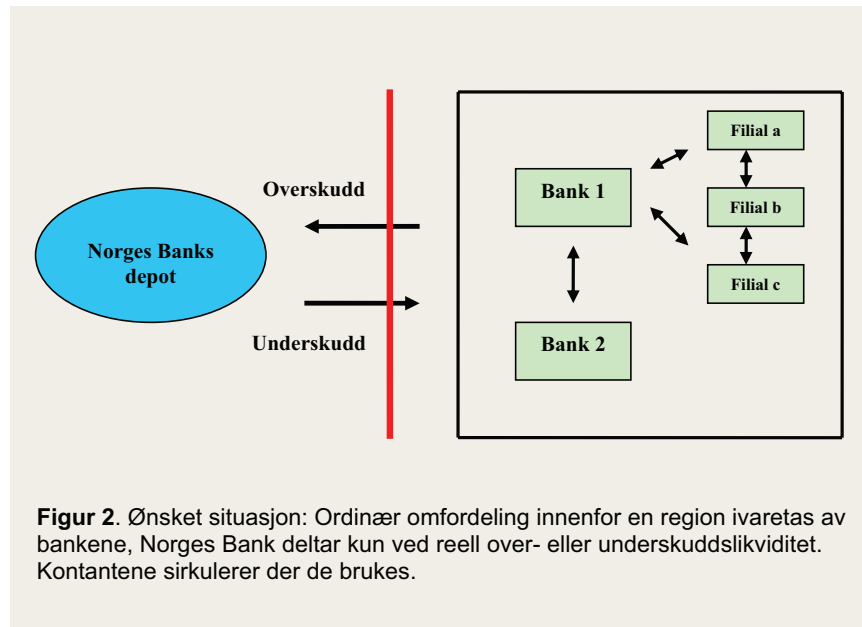 Filial a
Overskudd
Bank 1
Filial b
Norges Banks
depot
Filial c
Underskudd
Bank 2
Figur 2. Ønsket situasjon: Ordinær omfordeling innenfor en region ivaretas av
bankene, Norges Bank deltar kun ved reell over- eller underskuddslikviditet.
Kontantene sirkulerer der de brukes.